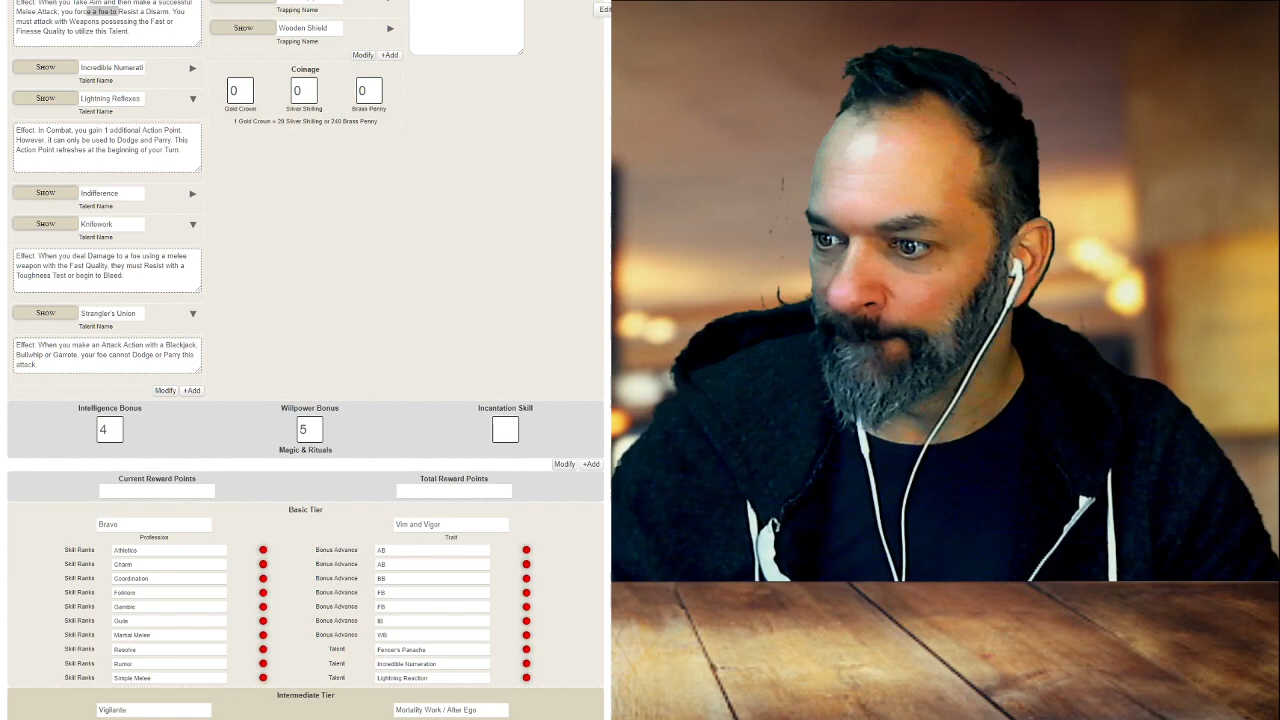 Effect: When you Take Aim and then make a successful
Melee Attack, you force a foe to Resist a Disarm. You
must attack with Weapons possessing the Fast or
Finesse Quality to utilize this Talent.
Show Incredible Numerati
Talent Name
Show Lightning Reflexes
Talent Name
Effect: In Combat, you gain 1 additional Action Point.
However, it can only be used to Dodge and Parry. This
Action Point refreshes at the beginning of your Turn.
Show Indifference
Talent Name
Show Knifework
Talent Name
Effect: When you deal Damage to a foe using a melee
weapon with the Fast Quality, they must Resist with a
Toughness Test or begin to Bleed.
Show Strangler's Union
Talent Name
Effect: When you make an Attack Action with a Blackjack,
Bullwhip or Garrote, your foe cannot Dodge or Parry this
attack.
Modify +Add
Trapping Name
Show Wooden Shield
Trapping Name
Modify +Add
Coinage
0 0 0
Gold Crown Silver Shilling Brass Penny
1 Gold Crown = 20 Silver Shilling or 240 Brass Penny
Edit
Intelligence Bonus Willpower Bonus Incantation Skill
4 5
Magic & Rituals
Modify +Add
Current Reward Points Total Reward Points
Basic Tier
Bravo Vim and Vigor
Profession Trait
Skill Ranks Athletics Bonus Advance AB
Skill Ranks Charm Bonus Advance AB
Skill Ranks Coordination Bonus Advance BB
Skill Ranks Folklore Bonus Advance FB
Skill Ranks Gamble Bonus Advance FB
Skill Ranks Guile Bonus Advance IB
Skill Ranks Martial Melee Bonus Advance WB
Skill Ranks Resolve Talent Fencer's Panache
Skill Ranks Rumor Talent Incredible Numeration
Skill Ranks Simple Melee Talent Lightning Reaction
Intermediate Tier
Vigilante Mortality Work / Alter Ego